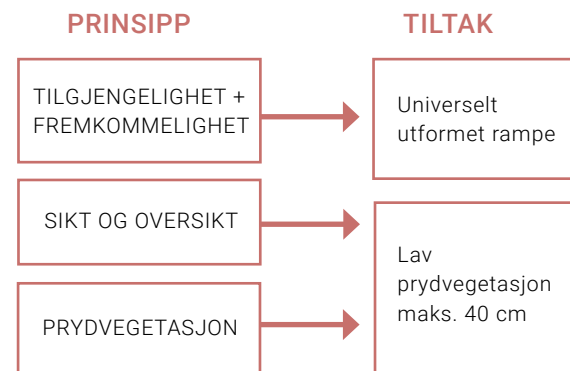 PRINSIPP
TILTAK
TILGJENGELIGHET +
FREMKOMMELIGHET
Universelt
utformet rampe
SIKT OG OVERSIKT
Lav
prydvegetasjon
maks. 40 cm
PRYDVEGETASJON